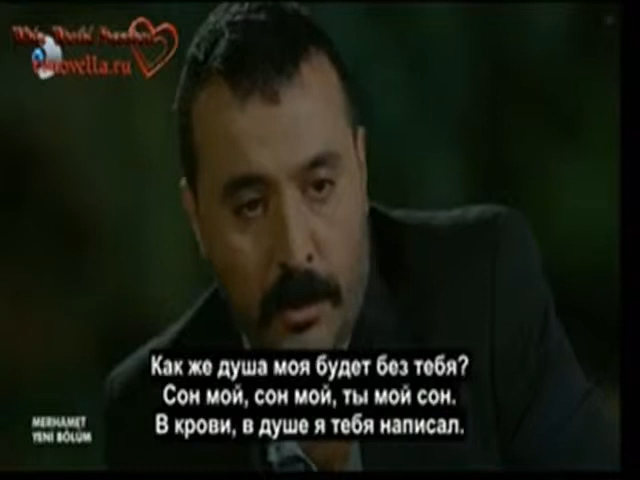 novella.ru
Как же душа моя будет без тебя?
Сон мой, сон мой, ты мой сон.
В крови, в душе я тебя написал.
MERHAMET
YENİ BÖLÜM